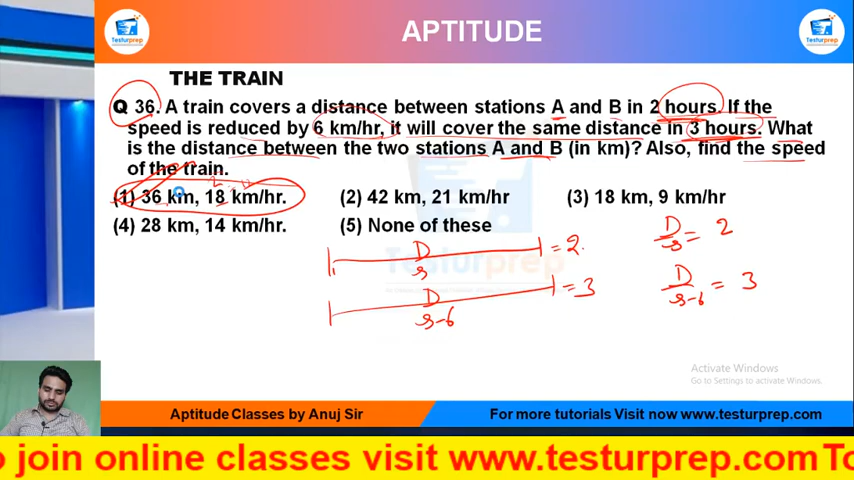 Testurprep
APTITUDE
Testurprep
THE TRAIN
Q 36. A train covers a distance between stations A and B in 2 hours. If the
speed is reduced by 6 km/hr, it will cover the same distance in 3 hours. What
is the distance between the two stations A and B (in km)? Also, find the speed
of the train.
(1) 36 km, 18 km/hr.
(2) 42 km, 21 km/hr
(3) 18 km, 9 km/hr
(4) 28 km, 14 km/hr.
(5) None of these
D
s
= 2
D
s-6
= 3
D/s = 2
D/s-6 = 3
Testurprep
Activate Windows
Go to Settings to activate Windows.
Aptitude Classes by Anuj Sir
For more tutorials Visit now www.testurprep.com
o join online classes visit www.testurprep.comTo